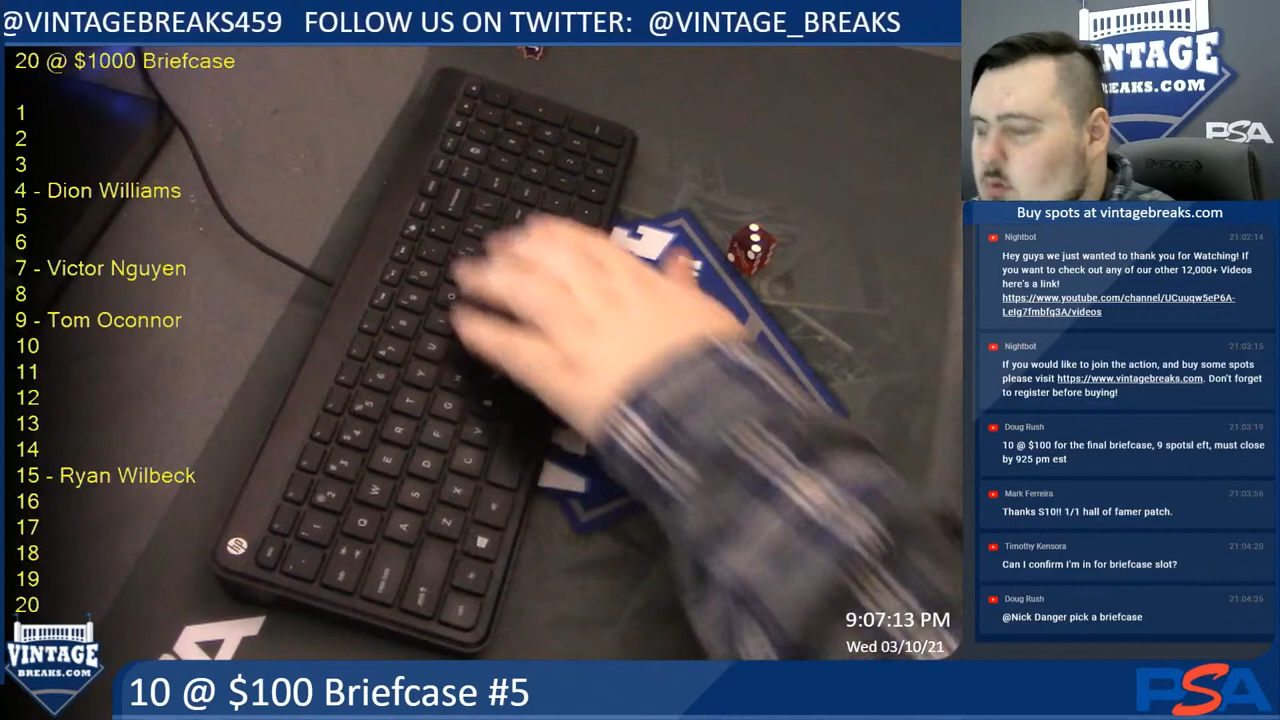 @VINTAGEBREAKS459 FOLLOW US ON TWITTER: @VINTAGE_BREAKS
20 @ $1000 Briefcase
1
2
3
4 - Dion Williams
5
6
7 - Victor Nguyen
8
9 - Tom Oconnor
10
11
12
13
14
15 - Ryan Wilbeck
16
17
18
19
20
VINTAGE
BREAKS.COM
10 @ $100 Briefcase #5
9:07:13 PM
Wed 03/10/21
hp
NTAGE
REAKS.COM
PSA
Buy spots at vintagebreaks.com
Nightbot 21:02:14
Hey guys we just wanted to thank you for Watching! If
you want to check out any of our other 12,000+ Videos
here's a link!
https://www.youtube.com/channel/UCuuqw5eP6A-
LeIg7fmbfq3A/videos
Nightbot 21:03:15
If you would like to join the action, and buy some spots
please visit https://www.vintagebreaks.com. Don't forget
to register before buying!
Doug Rush 21:03:19
10 @ $100 for the final briefcase, 9 spotsl eft, must close
by 925 pm est
Mark Ferreira 21:03:56
Thanks S10!! 1/1 hall of famer patch.
Timothy Kensora 21:04:20
Can I confirm I'm in for briefcase slot?
Doug Rush 21:04:36
@Nick Danger pick a briefcase
PSA